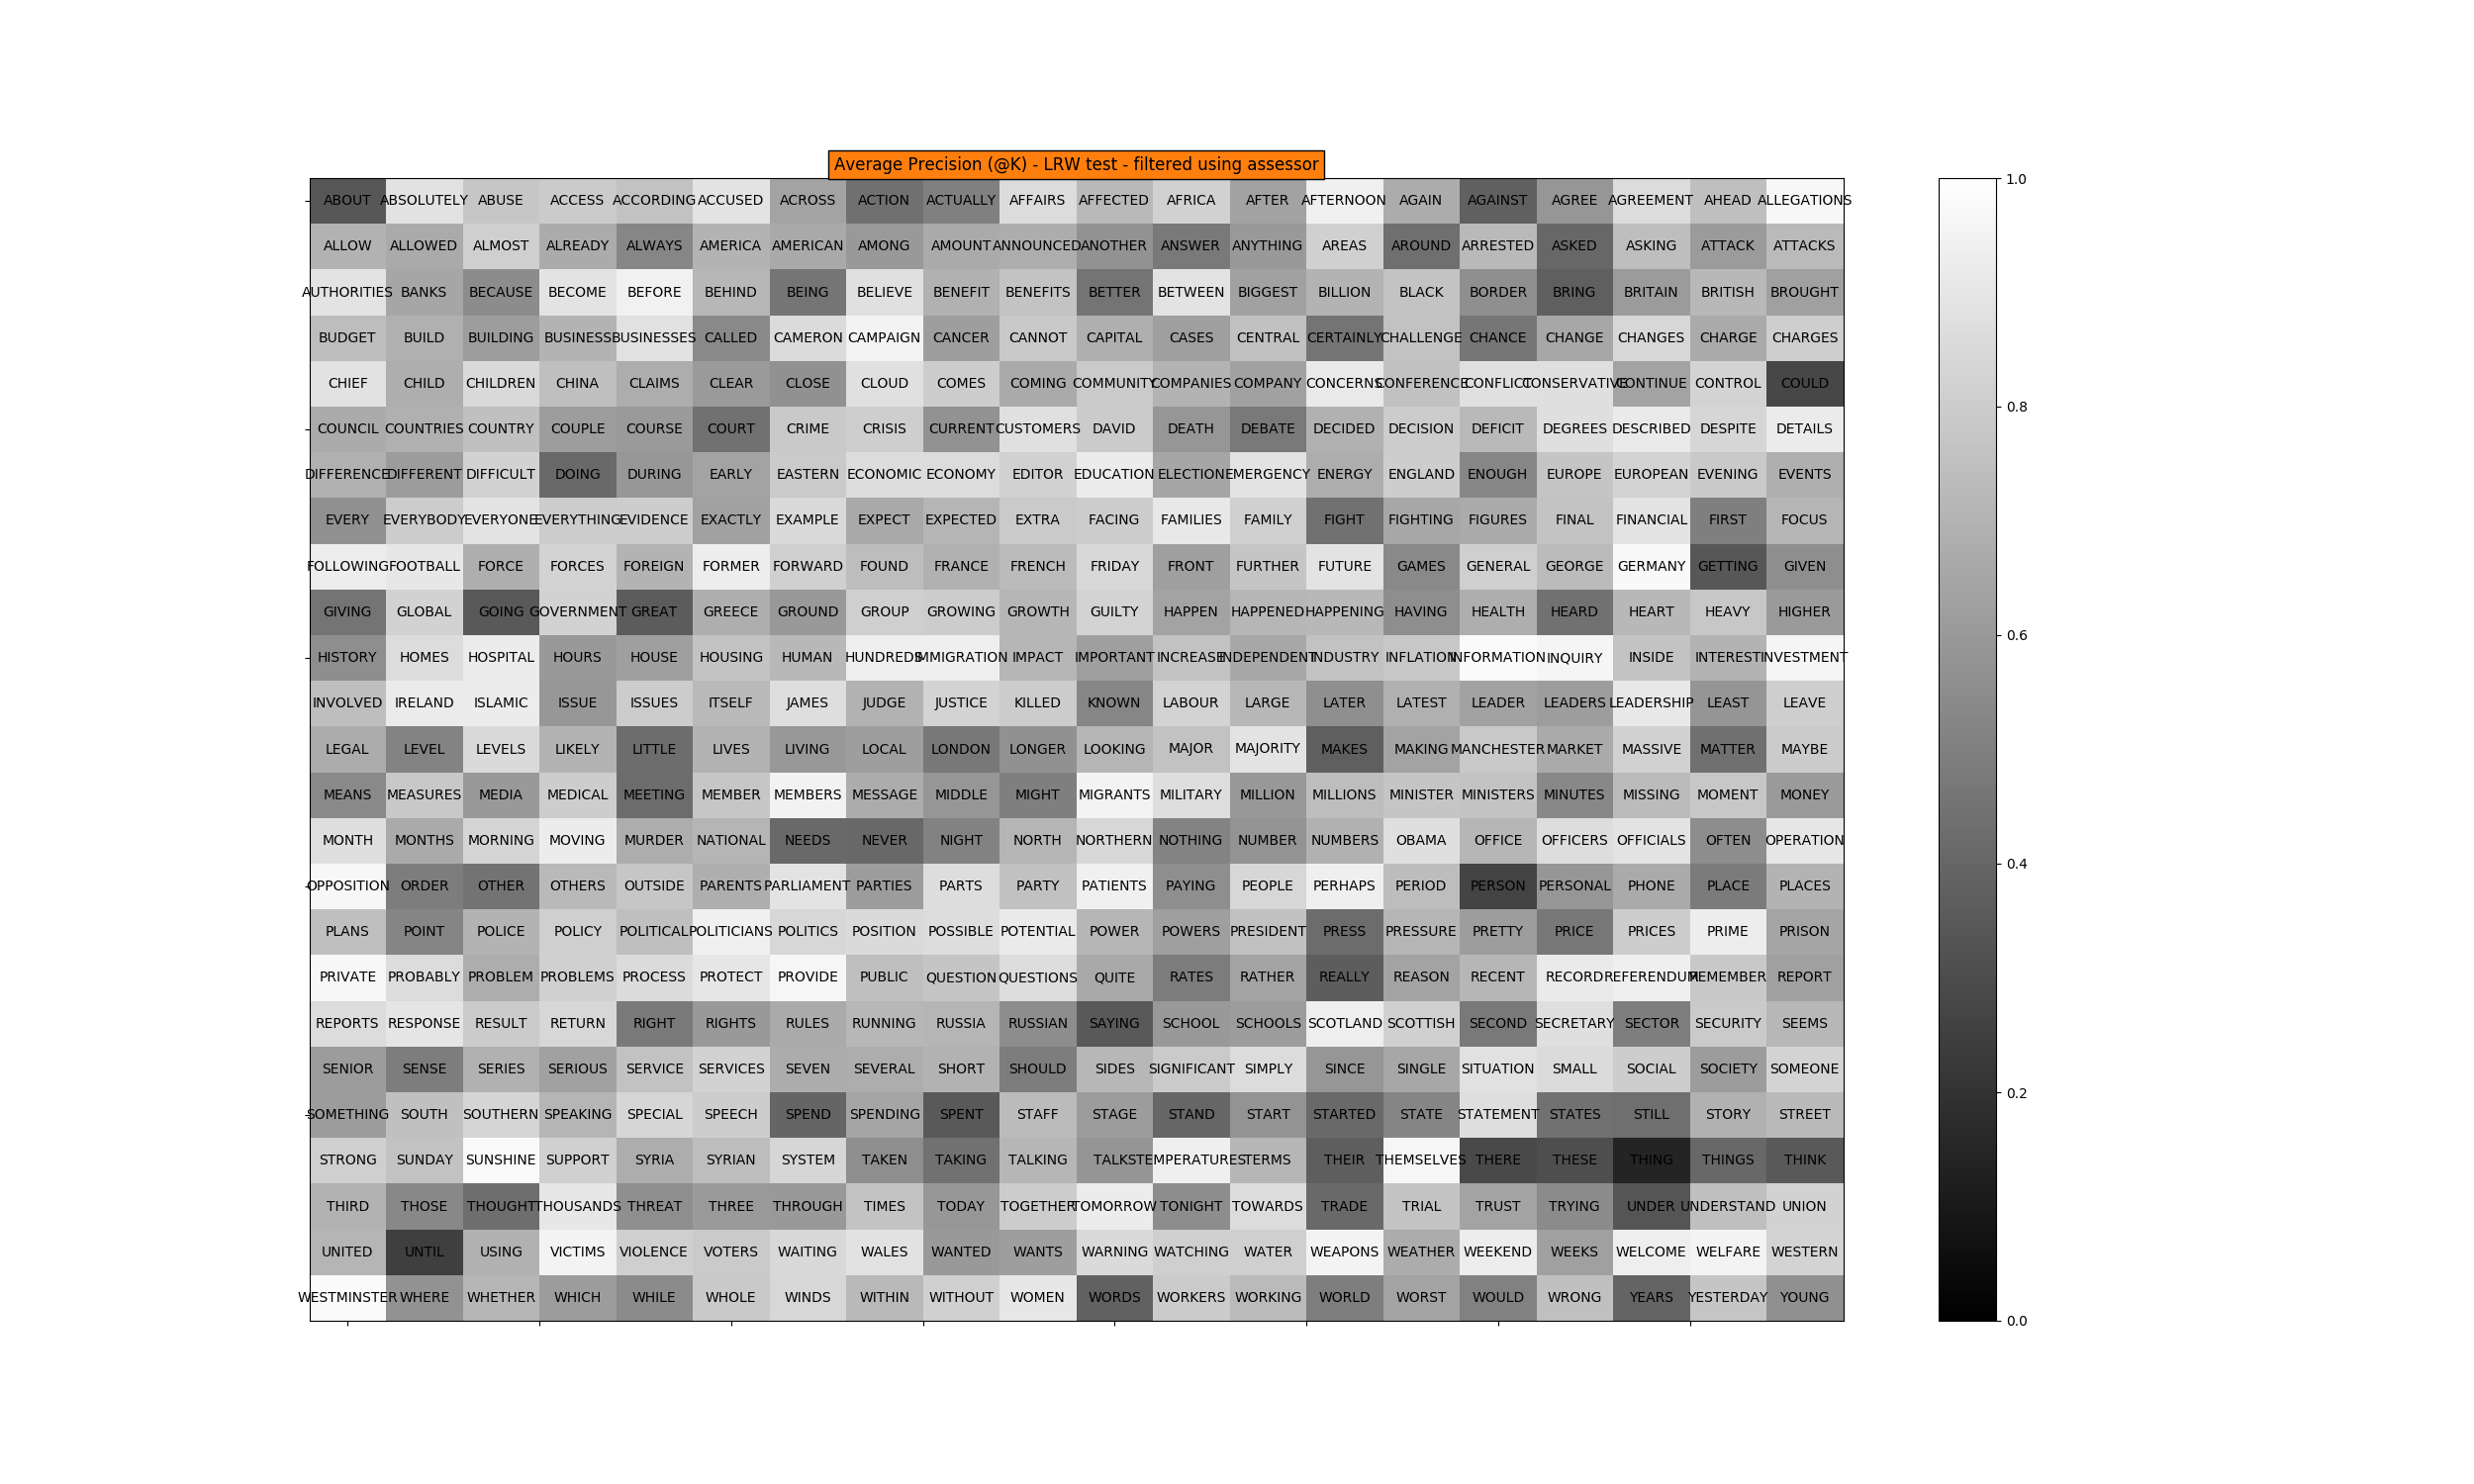 Average Precision (@K) - LRW test - filtered using assessor
ABOUT ABSOLUTELY ABUSE ACCESS ACCORDING ACCUSED ACROSS ACTION ACTUALLY AFFAIRS AFFECTED AFRICA AFTER AFTERNOON AGAIN AGAINST AGREE AGREEMENT AHEAD ALLEGATIONS
ALLOW ALLOWED ALMOST ALREADY ALWAYS AMERICA AMERICAN AMONG AMOUNT ANNOUNCED ANOTHER ANSWER ANYTHING AREAS AROUND ARRESTED ASKED ASKING ATTACK ATTACKS
AUTHORITIES BANKS BECAUSE BECOME BEFORE BEHIND BEING BELIEVE BENEFIT BENEFITS BETTER BETWEEN BIGGEST BILLION BLACK BORDER BRING BRITAIN BRITISH BROUGHT
BUDGET BUILD BUILDING BUSINESS BUSINESSES CALLED CAMERON CAMPAIGN CANCER CANNOT CAPITAL CASES CENTRAL CERTAINLY CHALLENGE CHANCE CHANGE CHANGES CHARGE CHARGES
CHIEF CHILD CHILDREN CHINA CLAIMS CLEAR CLOSE CLOUD COMES COMING COMMUNITY COMPANIES COMPANY CONCERNS CONFERENCE CONFLICT CONSERVATIVE CONTINUE CONTROL COULD
COUNCIL COUNTRIES COUNTRY COUPLE COURSE COURT CRIME CRISIS CURRENT CUSTOMERS DAVID DEATH DEBATE DECIDED DECISION DEFICIT DEGREES DESCRIBED DESPITE DETAILS
DIFFERENCE DIFFERENT DIFFICULT DOING DURING EARLY EASTERN ECONOMIC ECONOMY EDITOR EDUCATION ELECTION EMERGENCY ENERGY ENGLAND ENOUGH EUROPE EUROPEAN EVENING EVENTS
EVERY EVERYBODY EVERYONE EVERYTHING EVIDENCE EXACTLY EXAMPLE EXPECT EXPECTED EXTRA FACING FAMILIES FAMILY FIGHT FIGHTING FIGURES FINAL FINANCIAL FIRST FOCUS
FOLLOWING FOOTBALL FORCE FORCES FOREIGN FORMER FORWARD FOUND FRANCE FRENCH FRIDAY FRONT FURTHER FUTURE GAMES GENERAL GEORGE GERMANY GETTING GIVEN
GIVING GLOBAL GOING GOVERNMENT GREAT GREECE GROUND GROUP GROWING GROWTH GUILTY HAPPEN HAPPENED HAPPENING HAVING HEALTH HEARD HEART HEAVY HIGHER
HISTORY HOMES HOSPITAL HOURS HOUSE HOUSING HUMAN HUNDREDS IMMIGRATION IMPACT IMPORTANT INCREASE INDEPENDENT INDUSTRY INFLATION INFORMATION INQUIRY INSIDE INTEREST INVESTMENT
INVOLVED IRELAND ISLAMIC ISSUE ISSUES ITSELF JAMES JUDGE JUSTICE KILLED KNOWN LABOUR LARGE LATER LATEST LEADER LEADERS LEADERSHIP LEAST LEAVE
LEGAL LEVEL LEVELS LIKELY LITTLE LIVES LIVING LOCAL LONDON LONGER LOOKING MAJOR MAJORITY MAKES MAKING MANCHESTER MARKET MASSIVE MATTER MAYBE
MEANS MEASURES MEDIA MEDICAL MEETING MEMBER MEMBERS MESSAGE MIDDLE MIGHT MIGRANTS MILITARY MILLION MILLIONS MINISTER MINISTERS MINUTES MISSING MOMENT MONEY
MONTH MONTHS MORNING MOVING MURDER NATIONAL NEEDS NEVER NIGHT NORTH NORTHERN NOTHING NUMBER NUMBERS OBAMA OFFICE OFFICERS OFFICIALS OFTEN OPERATION
OPPOSITION ORDER OTHER OTHERS OUTSIDE PARENTS PARLIAMENT PARTIES PARTS PARTY PATIENTS PAYING PEOPLE PERHAPS PERIOD PERSON PERSONAL PHONE PLACE PLACES
PLANS POINT POLICE POLICY POLITICAL POLITICIANS POLITICS POSITION POSSIBLE POTENTIAL POWER POWERS PRESIDENT PRESS PRESSURE PRETTY PRICE PRICES PRIME PRISON
PRIVATE PROBABLY PROBLEM PROBLEMS PROCESS PROTECT PROVIDE PUBLIC QUESTION QUESTIONS QUITE RATES RATHER REALLY REASON RECENT RECORD REFERENDUM REMEMBER REPORT
REPORTS RESPONSE RESULT RETURN RIGHT RIGHTS RULES RUNNING RUSSIA RUSSIAN SAYING SCHOOL SCHOOLS SCOTLAND SCOTTISH SECOND SECRETARY SECTOR SECURITY SEEMS
SENIOR SENSE SERIES SERIOUS SERVICE SERVICES SEVEN SEVERAL SHORT SHOULD SIDES SIGNIFICANT SIMPLY SINCE SINGLE SITUATION SMALL SOCIAL SOCIETY SOMEONE
SOMETHING SOUTH SOUTHERN SPEAKING SPECIAL SPEECH SPEND SPENDING SPENT STAFF STAGE STAND START STARTED STATE STATEMENT STATES STILL STORY STREET
STRONG SUNDAY SUNSHINE SUPPORT SYRIA SYRIAN SYSTEM TAKEN TAKING TALKING TALKS TEMPERATURES TERMS THEIR THEMSELVES THERE THESE THING THINGS THINK
THIRD THOSE THOUGHT THOUSANDS THREAT THREE THROUGH TIMES TODAY TOGETHER TOMORROW TONIGHT TOWARDS TRADE TRIAL TRUST TRYING UNDER UNDERSTAND UNION
UNITED UNTIL USING VICTIMS VIOLENCE VOTERS WAITING WALES WANTED WANTS WARNING WATCHING WATER WEAPONS WEATHER WEEKEND WEEKS WELCOME WELFARE WESTERN
WESTMINSTER WHERE WHETHER WHICH WHILE WHOLE WINDS WITHIN WITHOUT WOMEN WORDS WORKERS WORKING WORLD WORST WOULD WRONG YEARS YESTERDAY YOUNG
1.0
0.8
0.6
0.4
0.2
0.0